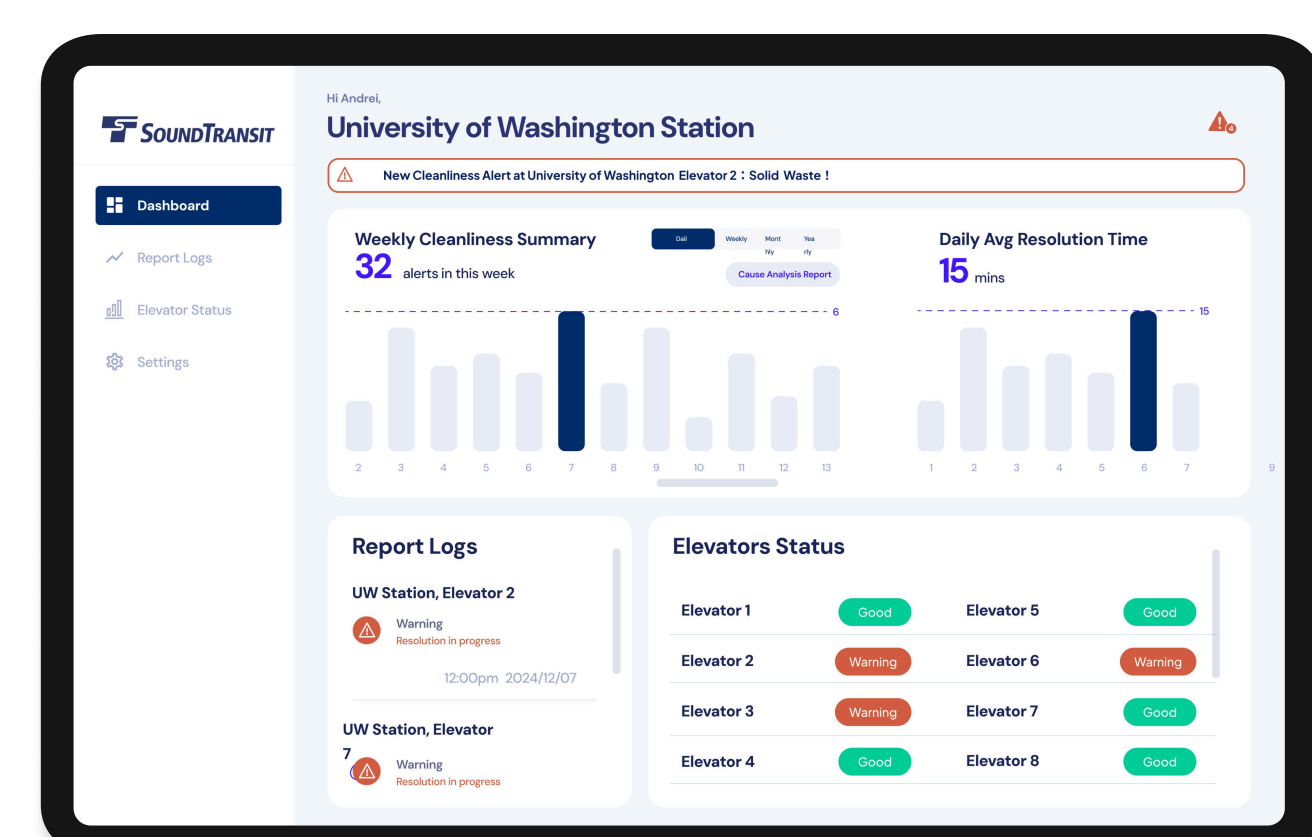 SOUNDTRANSIT
Dashboard
Report Logs
Elevator Status
Settings
Hi Andrei,
University of Washington Station
4
New Cleanliness Alert at University of Washington Elevator 2 : Solid Waste !
Weekly Cleanliness Summary
32 alerts in this week
Dail Weekly Mont Yea
hly rly
Cause Analysis Report
6
2 3 4 5 6 7 8 9 10 11 12 13
Daily Avg Resolution Time
15 mins
15
1 2 3 4 5 6 7 9
Report Logs
UW Station, Elevator 2
Warning
Resolution in progress
12:00pm 2024/12/07
UW Station, Elevator
7
Warning
Resolution in progress
Elevators Status
Elevator 1 Good Elevator 5 Good
Elevator 2 Warning Elevator 6 Warning
Elevator 3 Warning Elevator 7 Good
Elevator 4 Good Elevator 8 Good